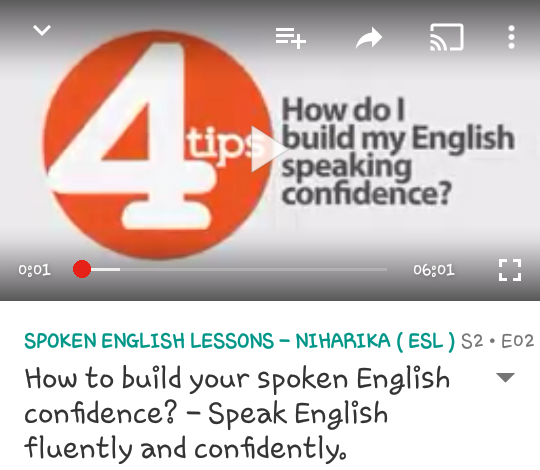 4
tips
How do I
build my English
speaking
confidence?
0:01
06:01
SPOKEN ENGLISH LESSONS – NIHARIKA ( ESL ) S2 • E02
How to build your spoken English
confidence? – Speak English
fluently and confidently.